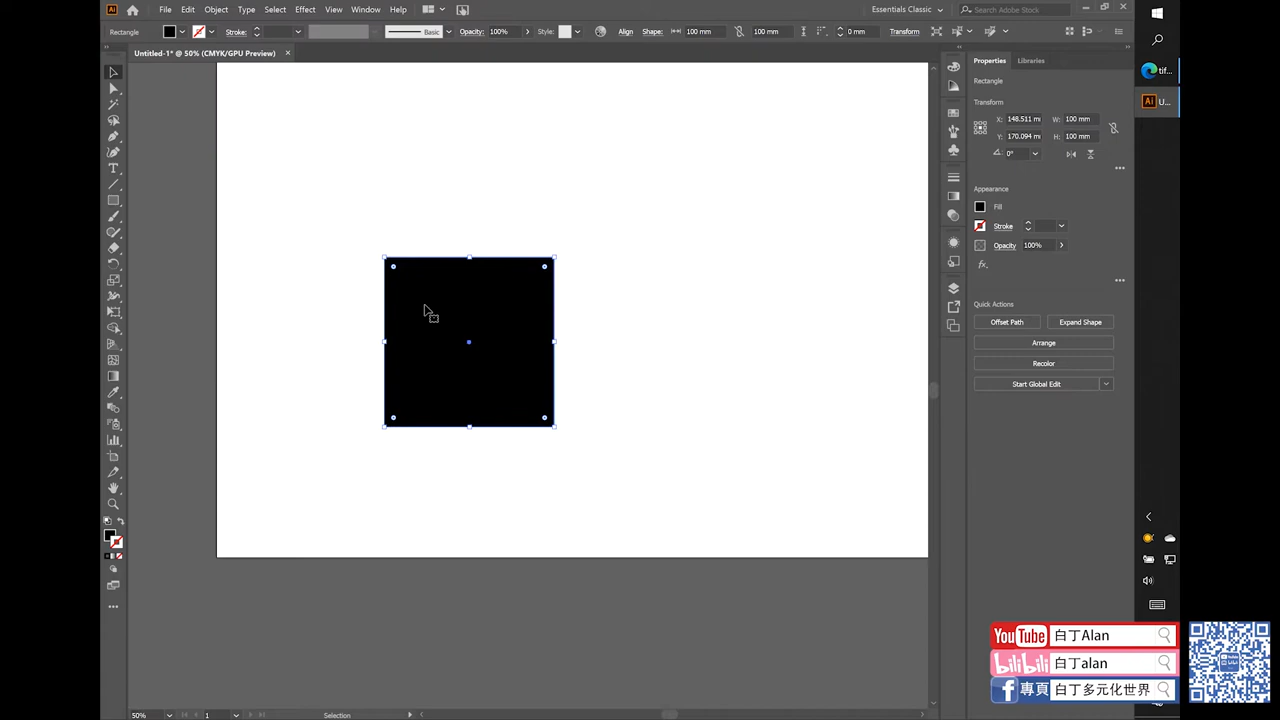 Ai File Edit Object Type Select Effect View Window Help Essentials Classic Search Adobe Stock
Rectangle Stroke: Basic Opacity: 100% Style: Align Shape: 100 mm 100 mm 0 mm Transform
Untitled-1* @ 50% (CMYK/GPU Preview)
Properties Libraries
tif...
Rectangle
Ai U...
Transform
X: 148.511 m W: 100 mm
Y: 170.094 m H: 100 mm
0°
Appearance
Fill
Stroke
Opacity 100%
fx.
Quick Actions
Offset Path Expand Shape
Arrange
Recolor
Start Global Edit
YouTube 白丁Alan
bilibili 白丁alan
f 專頁 白丁多元化世界
50% 1 Selection